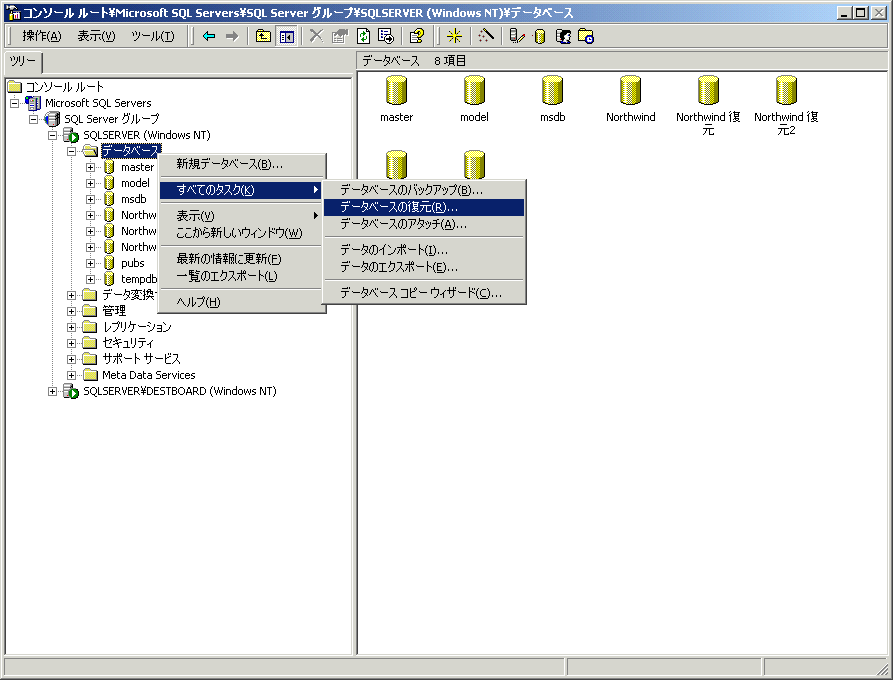 コンソール ルート¥Microsoft SQL Servers¥SQL Server グループ¥SQLSERVER (Windows NT)¥データベース
操作(A) 表示(V) ツール(T)
ツリー
データベース 8 項目
コンソール ルート
Microsoft SQL Servers
SQL Server グループ
SQLSERVER (Windows NT)
データベース
master
model
msdb
Northw
Northw
Northw
pubs
tempdb
データ変換
管理
レプリケーション
セキュリティ
サポート サービス
Meta Data Services
SQLSERVER¥DESTBOARD (Windows NT)
新規データベース(B)...
すべてのタスク(K)
表示(V)
ここから新しいウィンドウ(W)
最新の情報に更新(F)
一覧のエクスポート(L)
ヘルプ(H)
データベースのバックアップ(B)...
データベースの復元(R)...
データベースのアタッチ(A)...
データのインポート(I)...
データのエクスポート(E)...
データベース コピー ウィザード(C)...
master
model
msdb
Northwind
Northwind 復
元
Northwind 復
元2